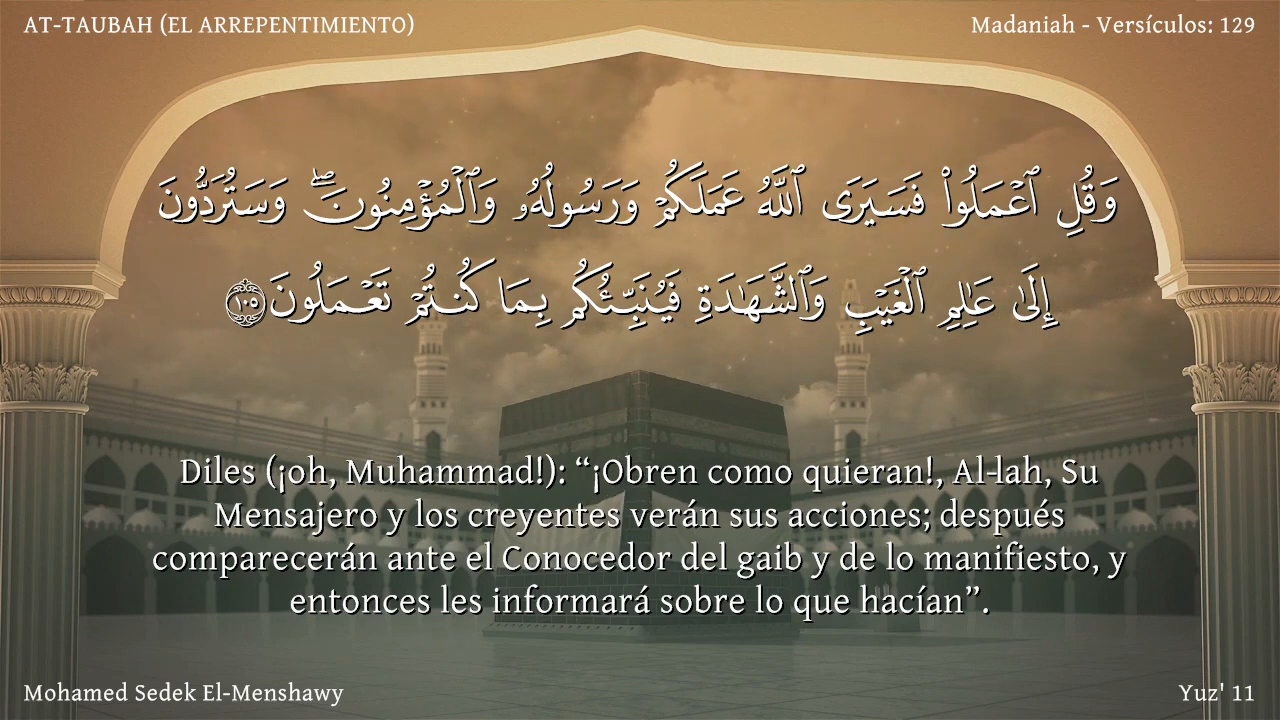 AT-TAUBAH (EL ARREPENTIMIENTO)
Madaniah - Versículos: 129
وَقُلِ ٱعْمَلُوا۟ فَسَيَرَى ٱللَّهُ عَمَلَكُمْ وَرَسُولُهُۥ وَٱلْمُؤْمِنُونَ ۖ وَسَتُرَدُّونَ
إِلَىٰ عَـٰلِمِ ٱلْغَيْبِ وَٱلشَّهَـٰدَةِ فَيُنَبِّئُكُم بِمَا كُنتُمْ تَعْمَلُونَ ١٠٥
Diles (¡oh, Muhammad!): “¡Obren como quieran!, Al-lah, Su
Mensajero y los creyentes verán sus acciones; después
comparecerán ante el Conocedor del gaib y de lo manifiesto, y
entonces les informará sobre lo que hacían”.
Mohamed Sedek El-Menshawy
Yuz' 11